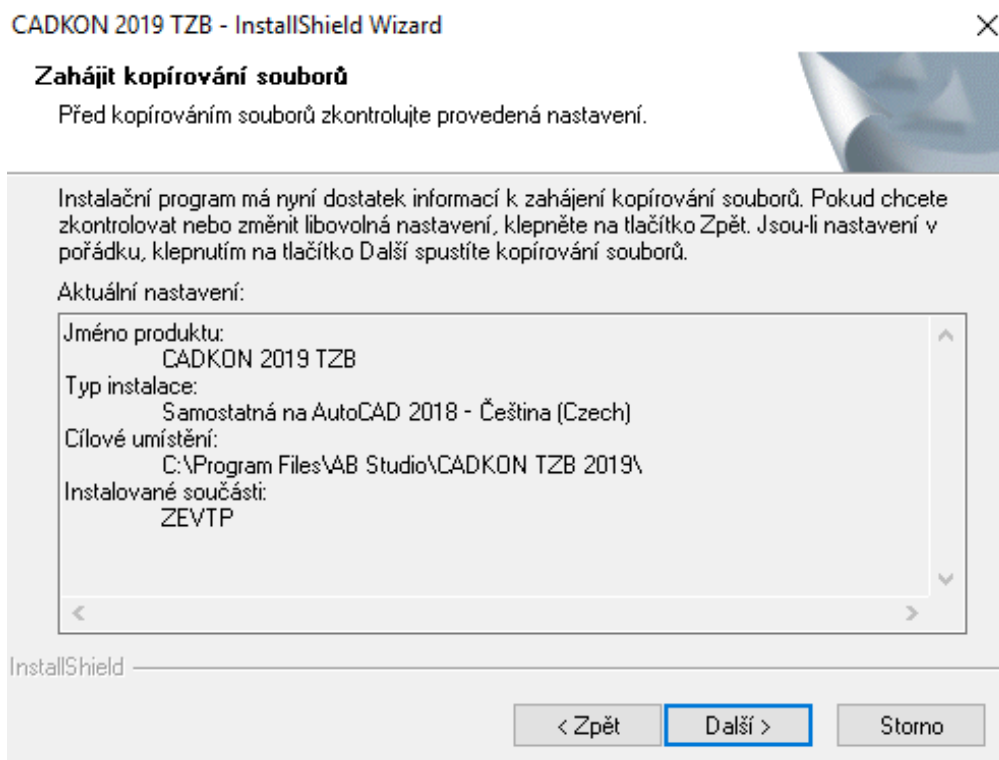 CADKON 2019 TZB - InstallShield Wizard
Zahájit kopírování souborů
Před kopírováním souborů zkontrolujte provedená nastavení.
Instalační program má nyní dostatek informací k zahájení kopírování souborů. Pokud chcete
zkontrolovat nebo změnit libovolná nastavení, klepněte na tlačítko Zpět. Jsou-li nastavení v
pořádku, klepnutím na tlačítko Další spustíte kopírování souborů.
Aktuální nastavení:
Jméno produktu:
CADKON 2019 TZB
Typ instalace:
Samostatná na AutoCAD 2018 - Čeština (Czech)
Cílové umístění:
C:\Program Files\AB Studio\CADKON TZB 2019\
Instalované součásti:
ZEVTP
InstallShield
< Zpět Další > Storno